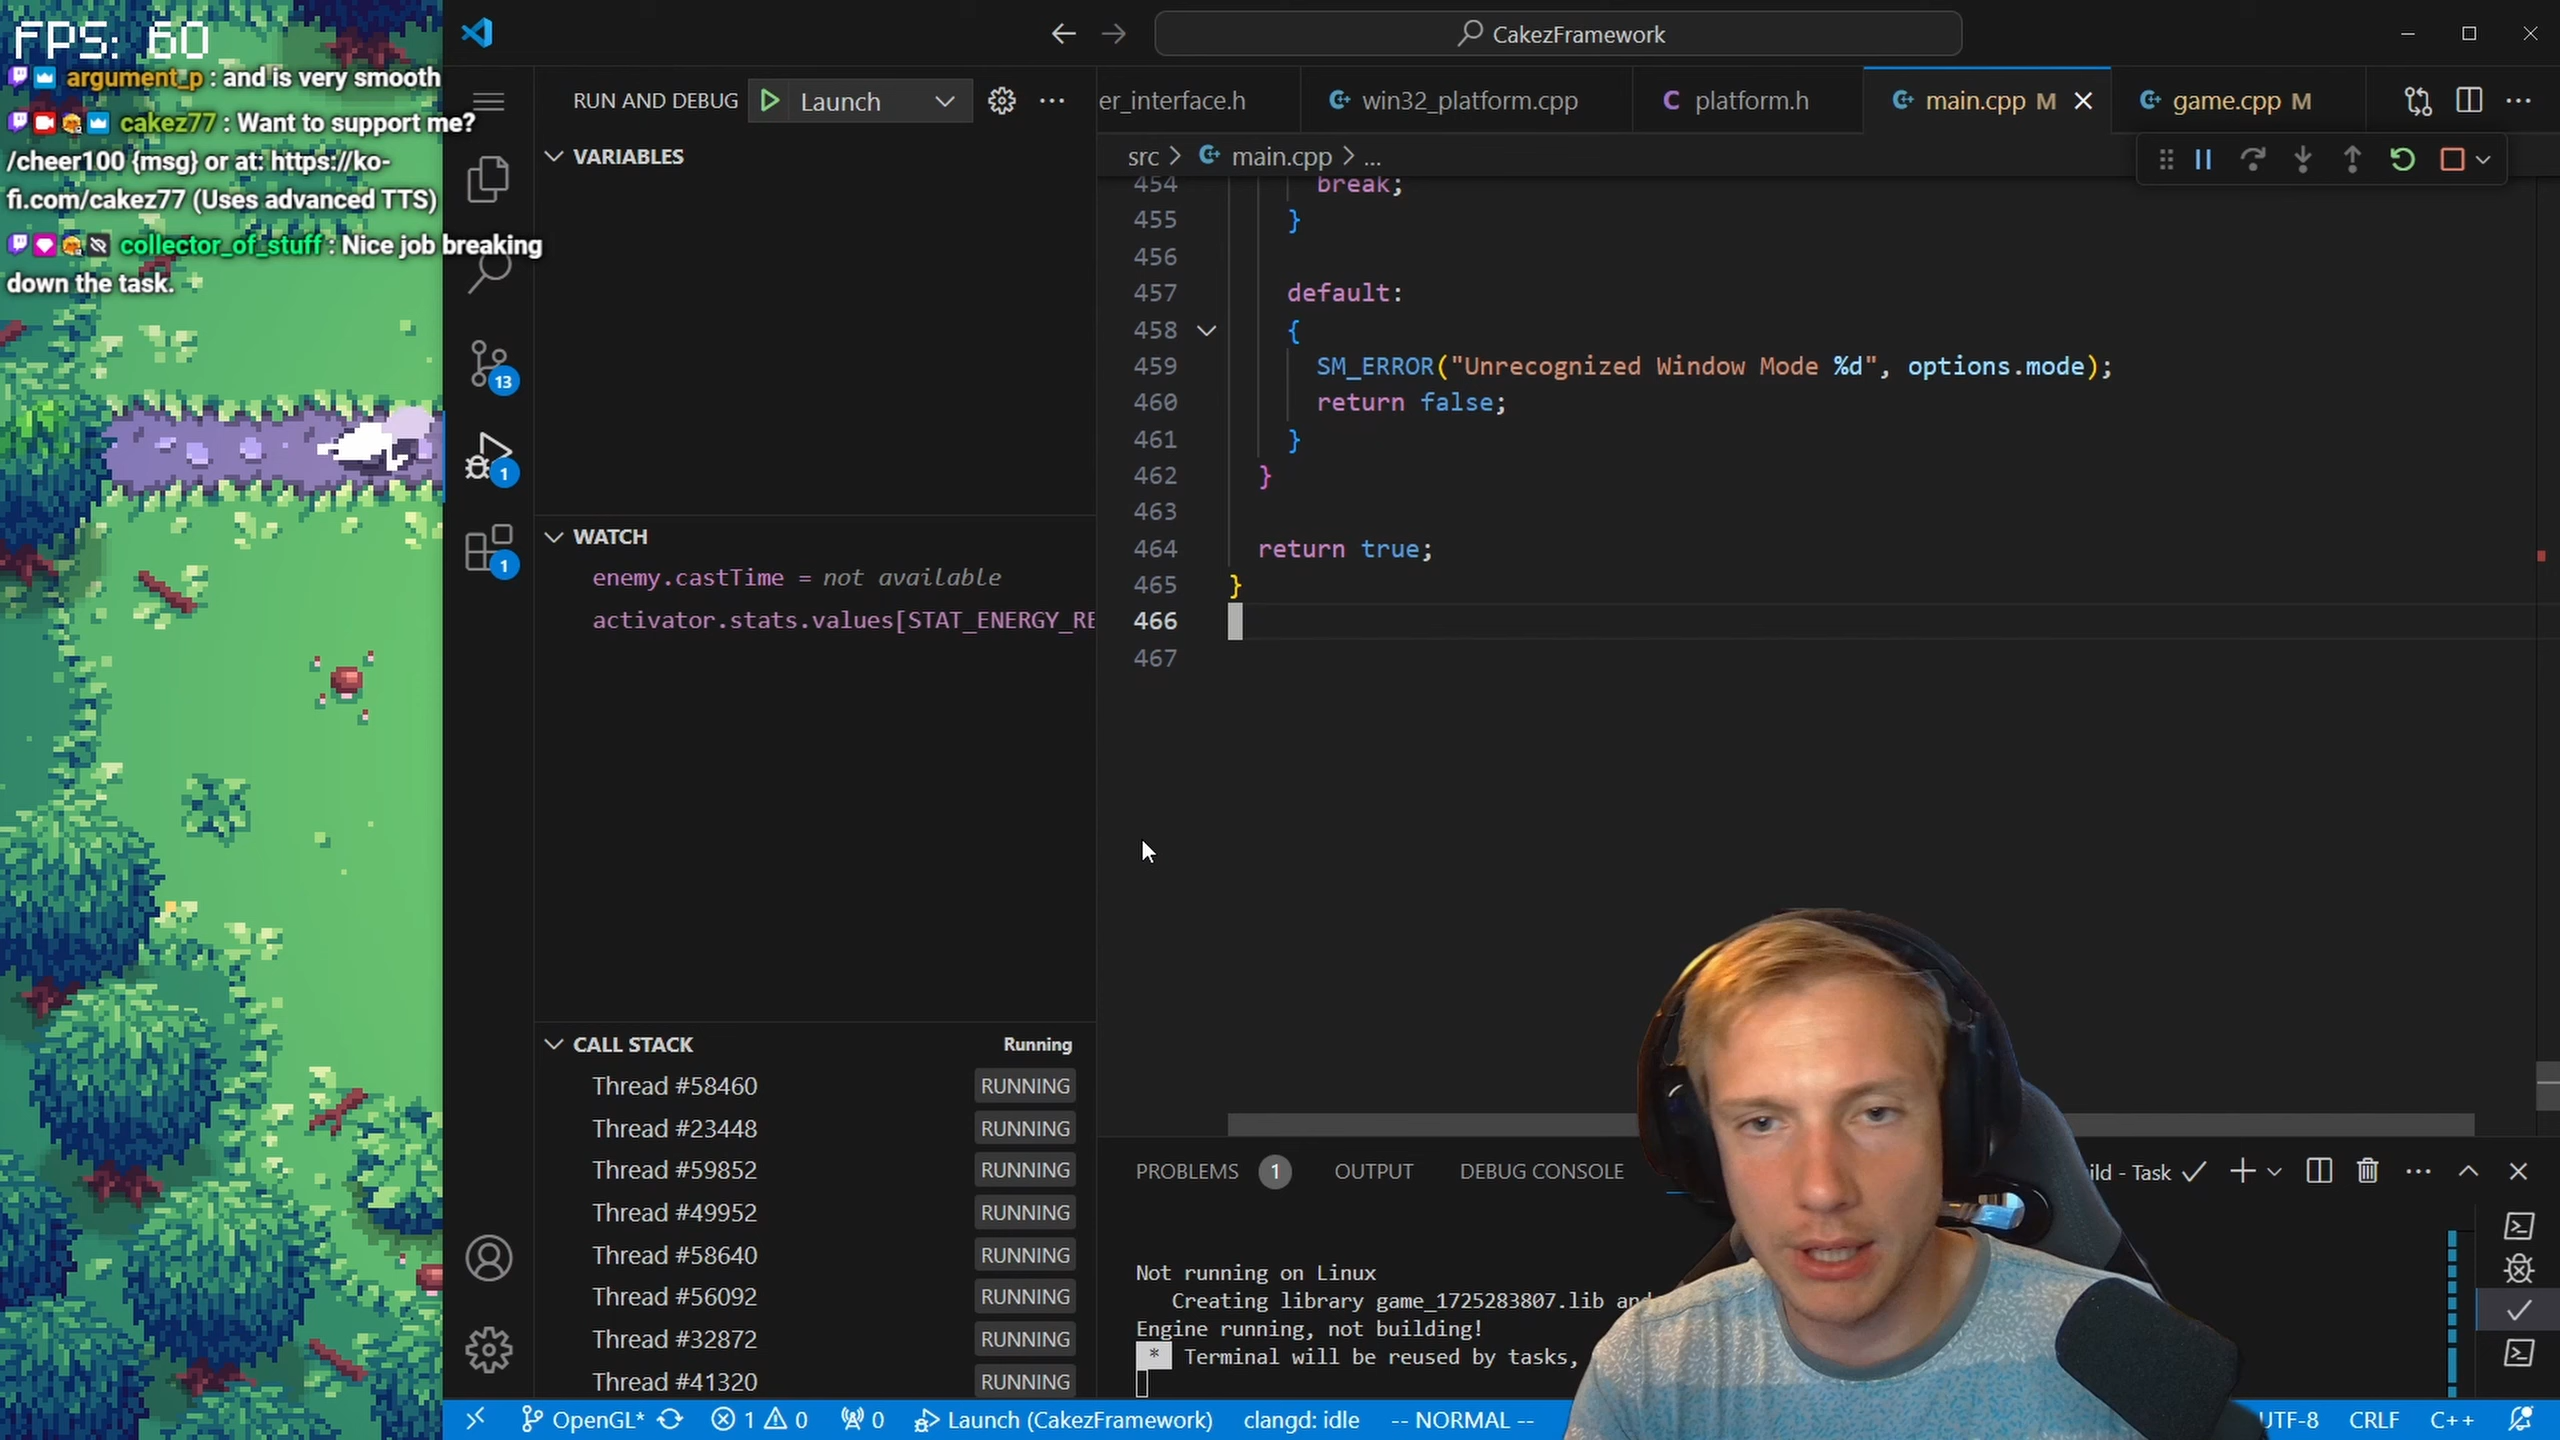 FPS: 60
argument_p : and is very smooth
cakez77 : Want to support me?
/cheer100 {msg} or at: https://ko-
fi.com/cakez77 (Uses advanced TTS)
collector_of_stuff : Nice job breaking
down the task.
CakezFramework
RUN AND DEBUG
Launch
er_interface.h
win32_platform.cpp
platform.h
main.cpp M
game.cpp M
src > main.cpp > ...
VARIABLES
WATCH
enemy.castTime = not available
activator.stats.values[STAT_ENERGY_RE
CALL STACK
Running
Thread #58460 RUNNING
Thread #23448 RUNNING
Thread #59852 RUNNING
Thread #49952 RUNNING
Thread #58640 RUNNING
Thread #56092 RUNNING
Thread #32872 RUNNING
Thread #41320 RUNNING
13
1
1
454 break;
455 }
456
457 default:
458 {
459 SM_ERROR("Unrecognized Window Mode %d", options.mode);
460 return false;
461 }
462 }
463
464 return true;
465 }
466
467
PROBLEMS 1
OUTPUT
DEBUG CONSOLE
ild - Task
Not running on Linux
Creating library game_1725283807.lib and
Engine running, not building!
* Terminal will be reused by tasks,
OpenGL*
1 0
0
Launch (CakezFramework)
clangd: idle
-- NORMAL --
UTF-8
CRLF
C++